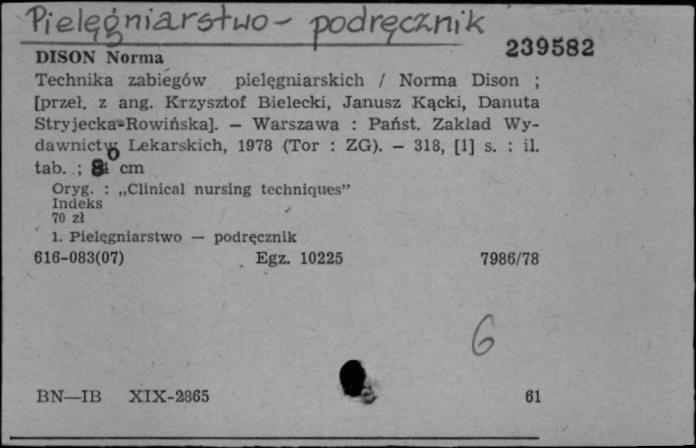 Pielęgniarstwo - podręcznik
239582
DISON Norma
Technika zabiegów pielęgniarskich / Norma Dison ;
[przeł. z ang. Krzysztof Bielecki, Janusz Kącki, Danuta
Stryjecka-Rowińska]. — Warszawa : Państ. Zakład Wy-
dawnictw Lekarskich, 1978 (Tor : ZG). — 318, [1] s. : il.
tab. ; cm
Oryg. : „Clinical nursing techniques”
Indeks
70 zł
1. Pielęgniarstwo — podręcznik
616-083(07) Egz. 10225 7986/78
6
BN—IB XIX-2865 61